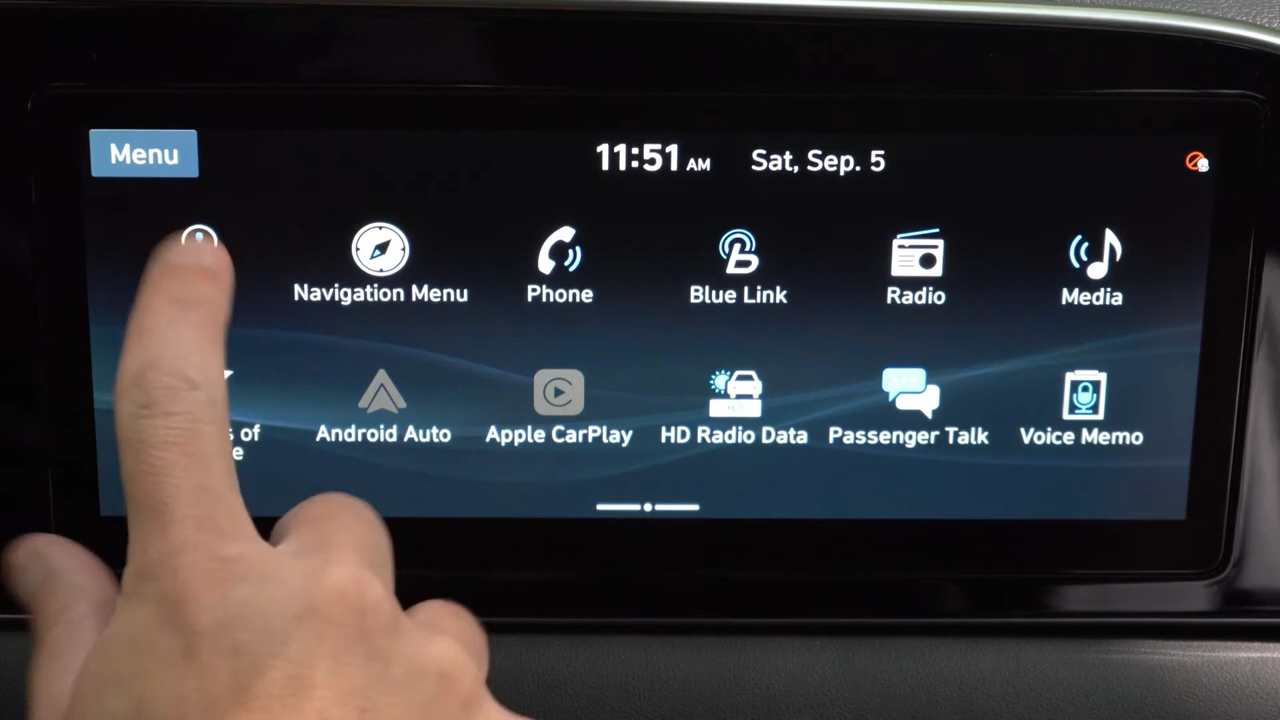 Menu
11:51 AM Sat, Sep. 5
Navigation Menu
Phone
Blue Link
Radio
Media
of
Android Auto
Apple CarPlay
HD Radio Data
Passenger Talk
Voice Memo